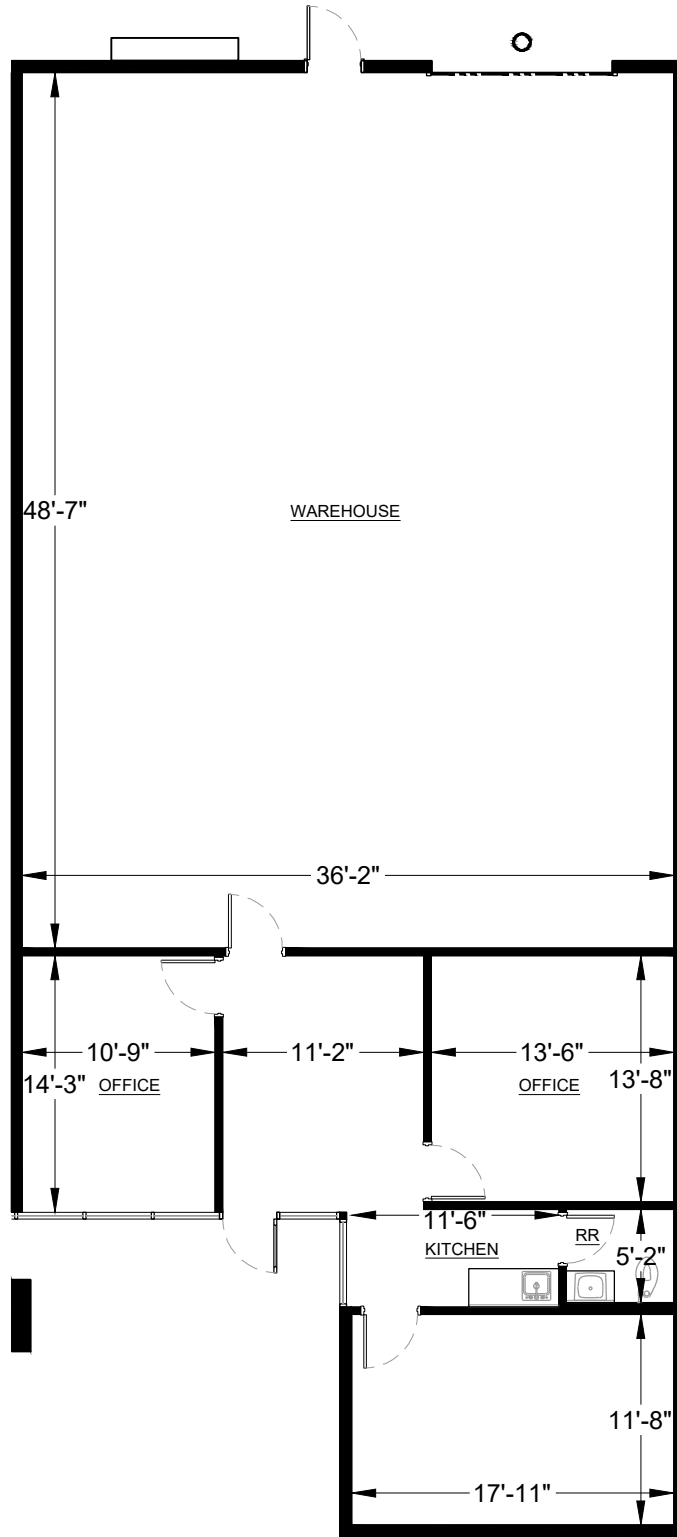 48'-7"
WAREHOUSE
36'-2"
10'-9"
11'-2"
13'-6"
14'-3"
OFFICE
OFFICE
13'-8"
11'-6"
KITCHEN
RR
5'-2"
11'-8"
17'-11"